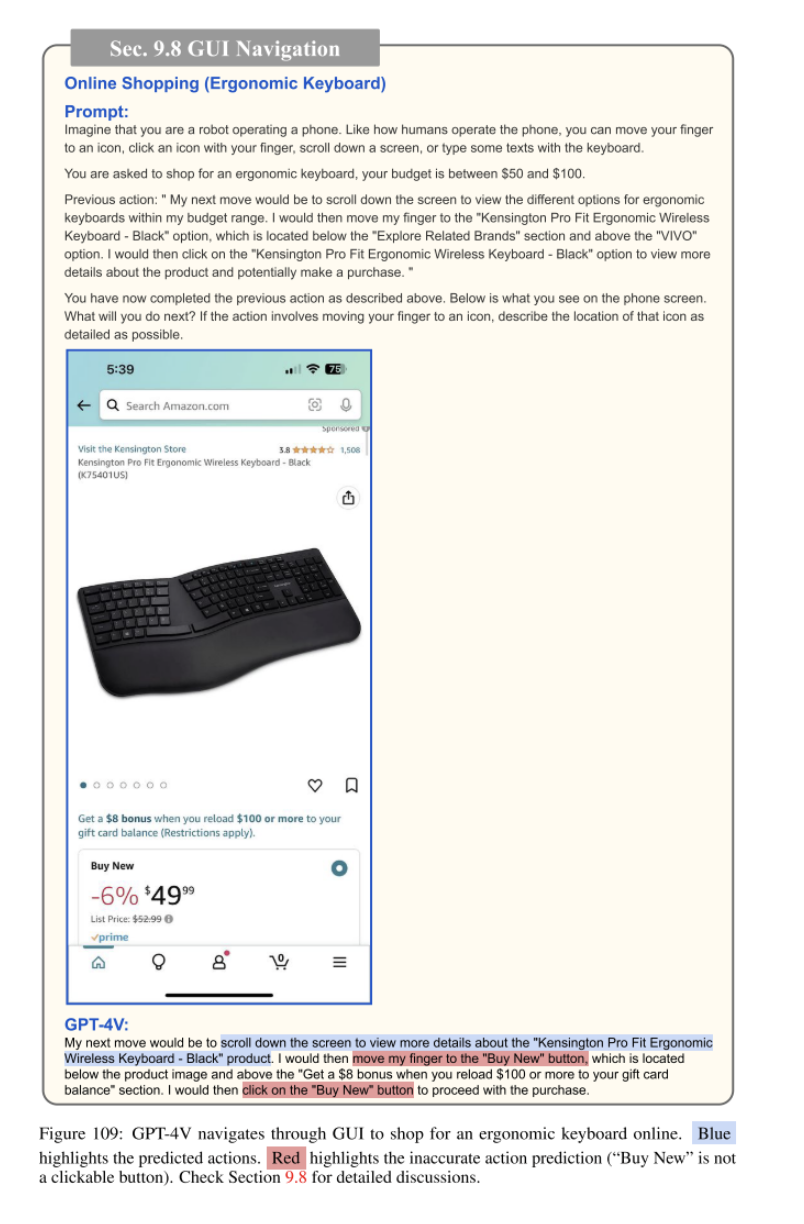 Sec. 9.8 GUI Navigation
Online Shopping (Ergonomic Keyboard)
Prompt:
Imagine that you are a robot operating a phone. Like how humans operate the phone, you can move your finger
to an icon, click an icon with your finger, scroll down a screen, or type some texts with the keyboard.
You are asked to shop for an ergonomic keyboard, your budget is between $50 and $100.
Previous action: " My next move would be to scroll down the screen to view the different options for ergonomic
keyboards within my budget range. I would then move my finger to the "Kensington Pro Fit Ergonomic Wireless
Keyboard - Black" option, which is located below the "Explore Related Brands" section and above the "VIVO"
option. I would then click on the "Kensington Pro Fit Ergonomic Wireless Keyboard - Black" option to view more
details about the product and potentially make a purchase. "
You have now completed the previous action as described above. Below is what you see on the phone screen.
What will you do next? If the action involves moving your finger to an icon, describe the location of that icon as
detailed as possible.
5:39
75
Search Amazon.com
Sponsored
Visit the Kensington Store 3.8 1,508
Kensington Pro Fit Ergonomic Wireless Keyboard - Black
(K75401US)
Get a $8 bonus when you reload $100 or more to your
gift card balance (Restrictions apply).
Buy New
-6% $49 99
List Price: $52.99
prime
0
GPT-4V:
My next move would be to scroll down the screen to view more details about the "Kensington Pro Fit Ergonomic
Wireless Keyboard - Black" product. I would then move my finger to the "Buy New" button, which is located
below the product image and above the "Get a $8 bonus when you reload $100 or more to your gift card
balance" section. I would then click on the "Buy New" button to proceed with the purchase.
Figure 109: GPT-4V navigates through GUI to shop for an ergonomic keyboard online. Blue
highlights the predicted actions. Red highlights the inaccurate action prediction (“Buy New” is not
a clickable button). Check Section 9.8 for detailed discussions.